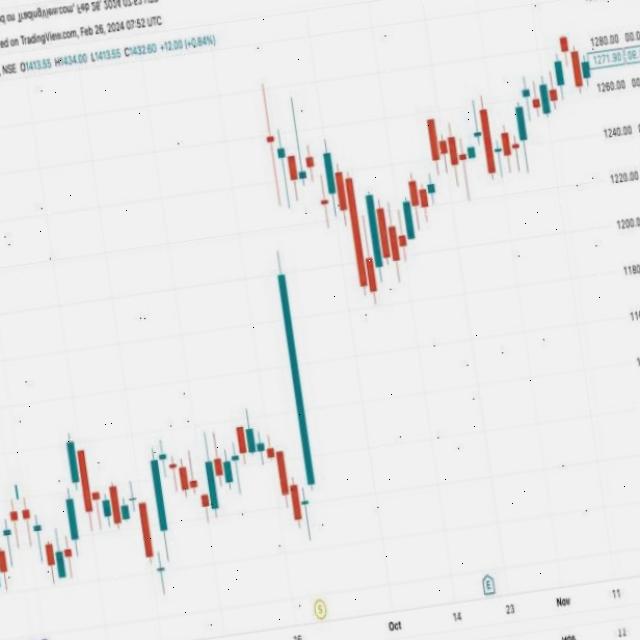 ed on TradingView.com, Feb 26, 2024 07:52 UTC
, NSE O1413.55 H1434.00 L1413.55 C1432.60 +12.00 (+0.84%)
1280.00
1271.90
1260.00
1240.00
1220.00
1200.00
S
E
Oct
14
23
Nov
11